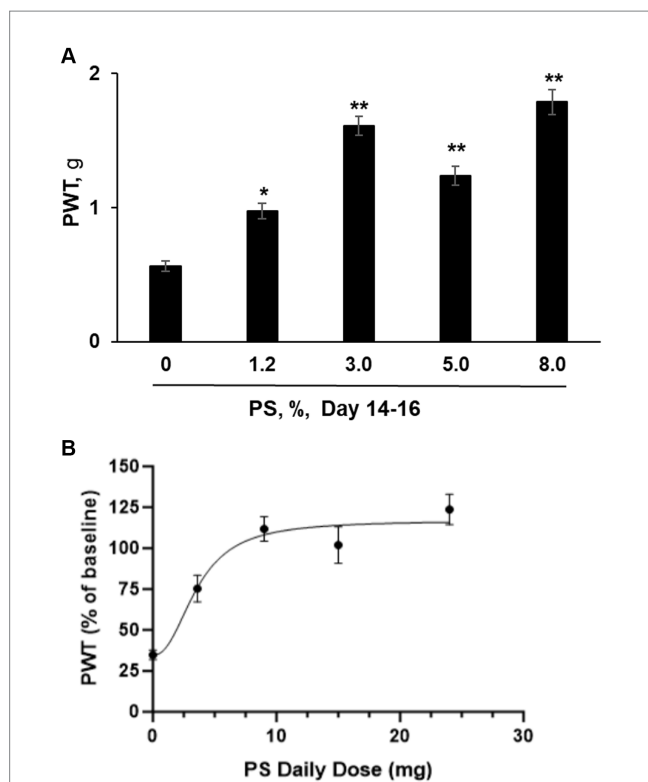 A
2
**
**
**
*
1
0
PWT, g
0 1.2 3.0 5.0 8.0
PS, %, Day 14-16
B
150
125
100
75
50
25
0
PWT (% of baseline)
0 10 20 30
PS Daily Dose (mg)